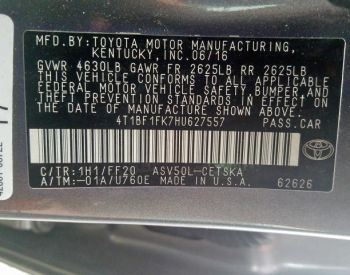 MFD. BY: TOYOTA MOTOR MANUFACTURING,
KENTUCKY, INC. 06/16
GVWR 4630LB GAWR FR 2625LB RR 2625LB
THIS VEHICLE CONFORMS TO ALL APPLICABLE
FEDERAL MOTOR VEHICLE SAFETY, BUMPER, AND
THEFT PREVENTION STANDARDS IN EFFECT ON THE
DATE OF MANUFACTURE SHOWN ABOVE.
4T1BF1FK7HU627557
PASS. CAR
C/TR: 1H1/FF20 ASV50L-CETSKA
A/TM: -01A/U760E MADE IN U.S.A.
62626
TOYOTA